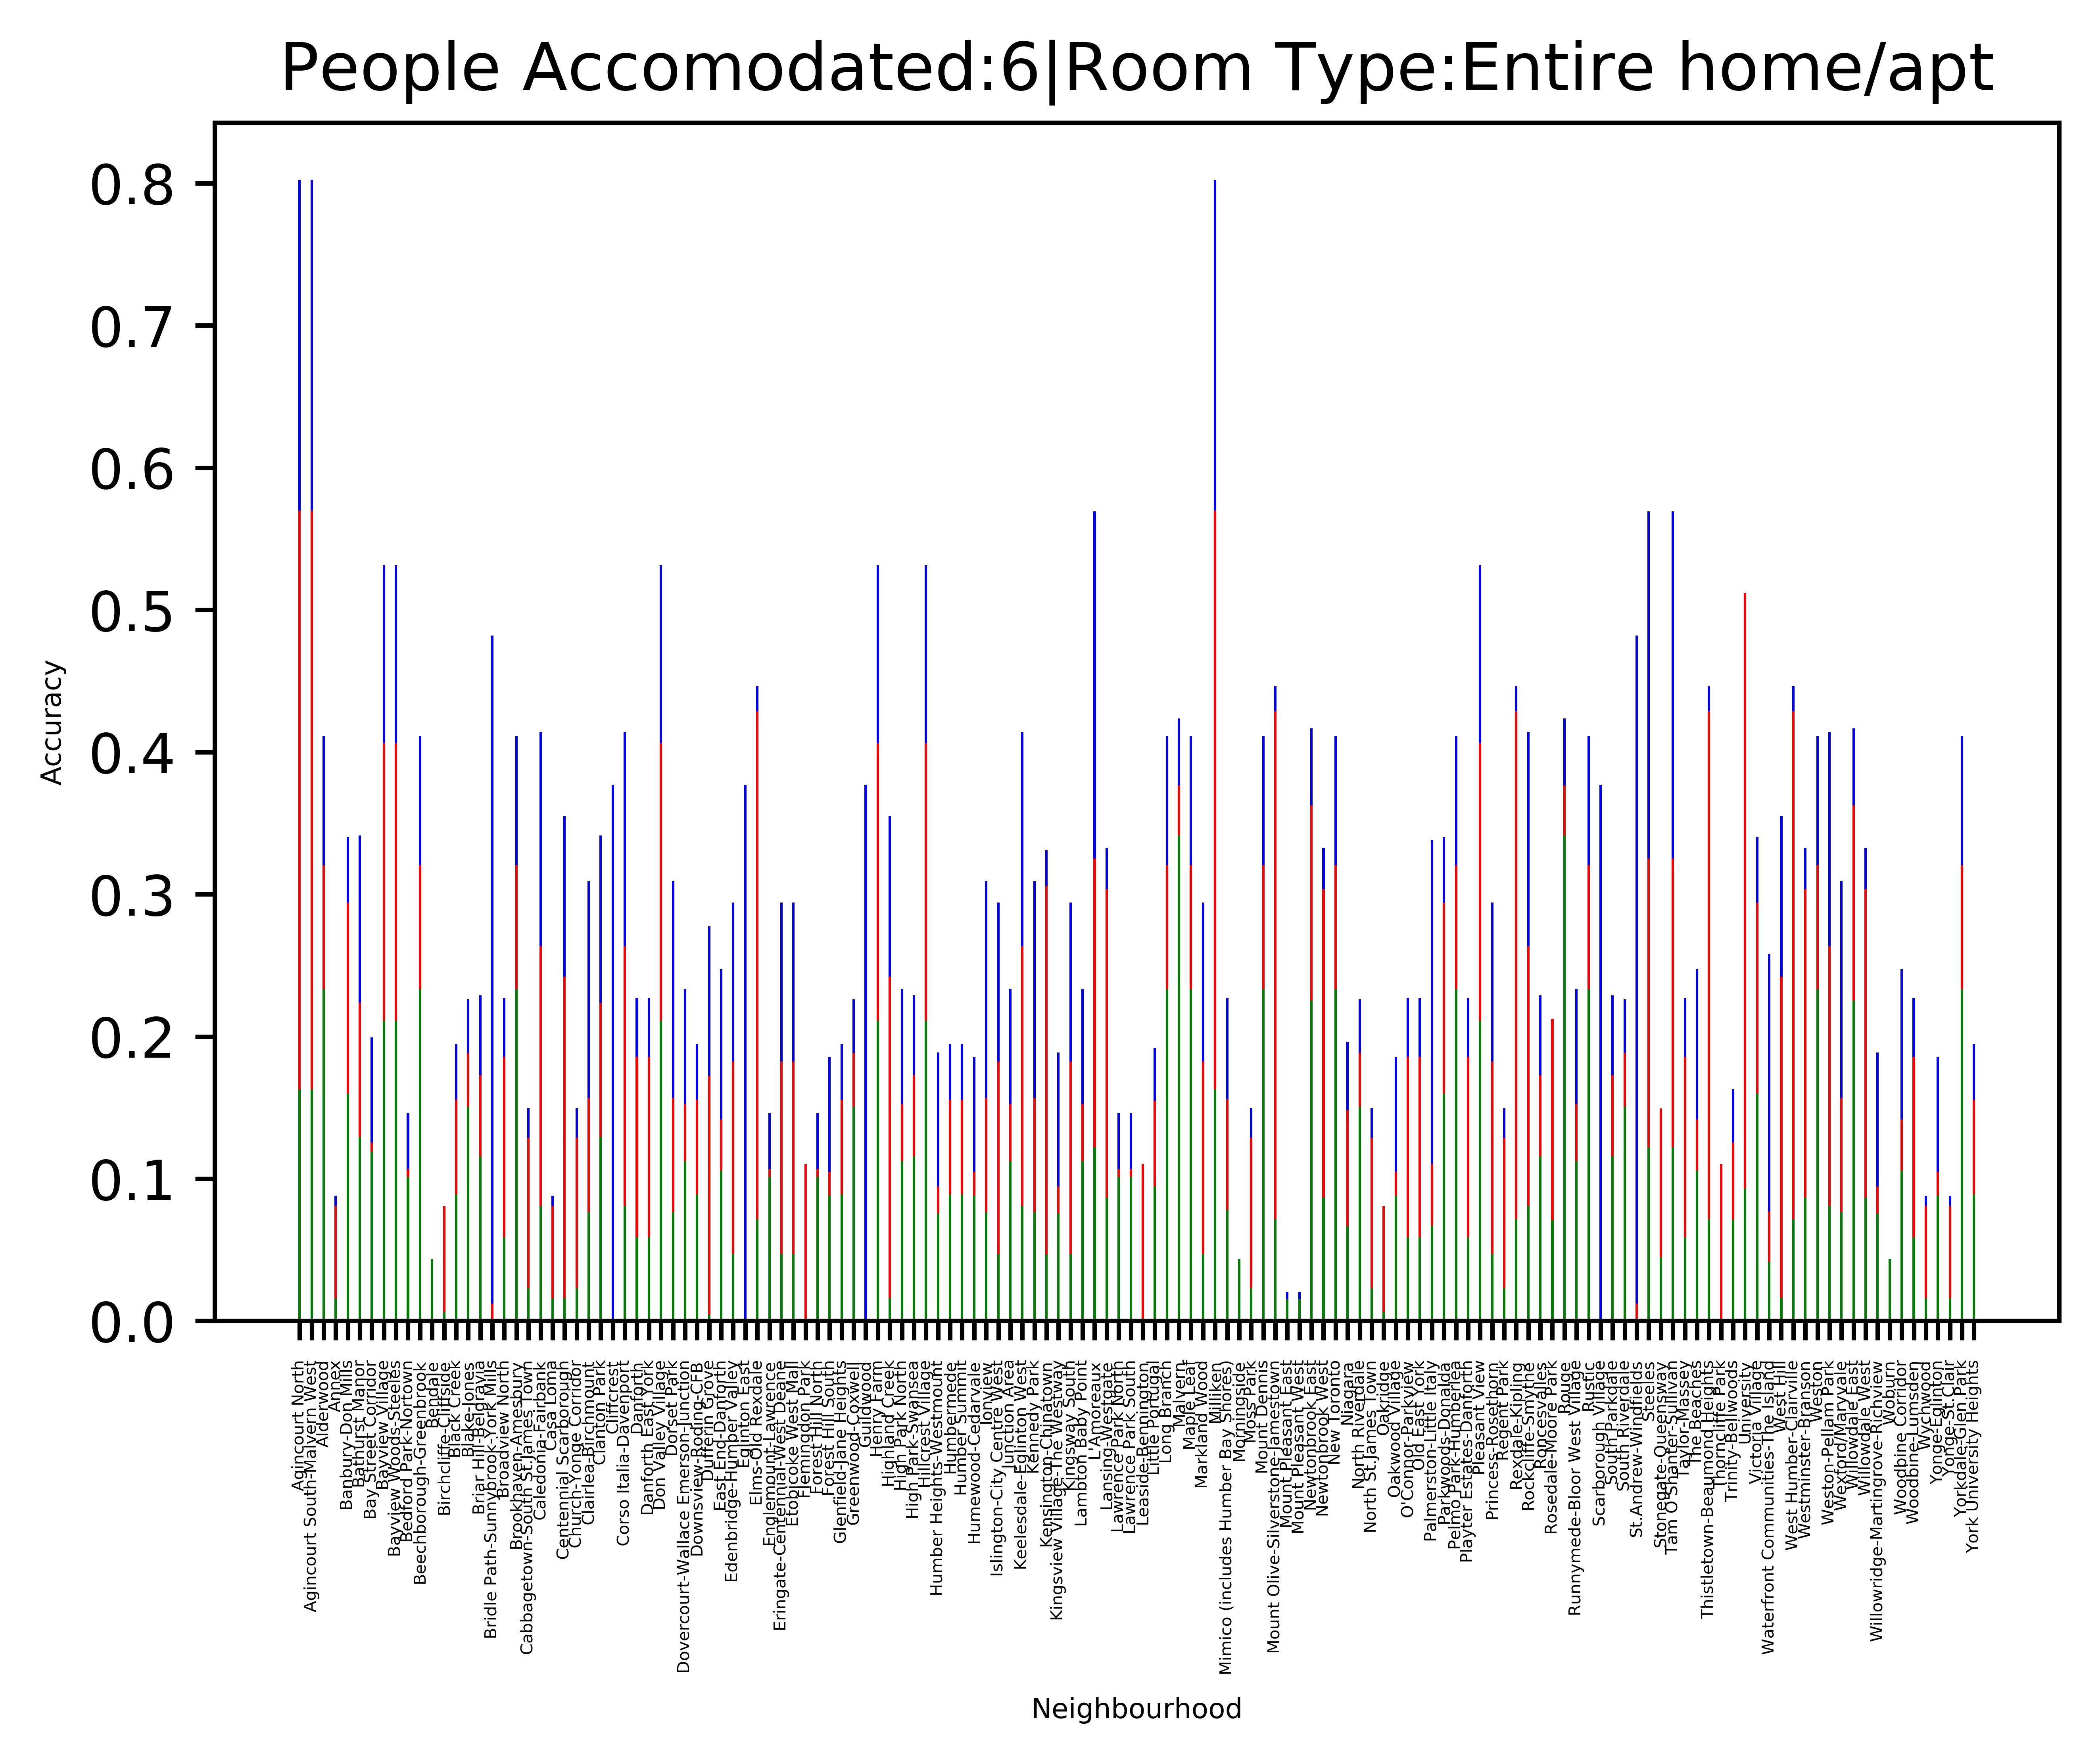 People Accomodated:6|Room Type:Entire home/apt
0.8
0.7
0.6
0.5
0.4
0.3
0.2
0.1
0.0
Accuracy
Agincourt North
Agincourt South-Malvern West
Alderwood
Annex
Banbury-Don Mills
Bathurst Manor
Bay Street Corridor
Bayview Village
Bayview Woods-Steeles
Bedford Park-Nortown
Beechborough-Greenbrook
Bendale
Birchcliffe-Cliffside
Black Creek
Blake-Jones
Briar Hill-Belgravia
Bridle Path-Sunnybrook-York Mills
Broadview North
Brookhaven-Amesbury
Cabbagetown-South St.James Town
Caledonia-Fairbank
Casa Loma
Centennial Scarborough
Church-Yonge Corridor
Clairlea-Birchmount
Clanton Park
Cliffcrest
Corso Italia-Davenport
Danforth
Danforth East York
Don Valley Village
Dorset Park
Dovercourt-Wallace Emerson-Junction
Downsview-Roding-CFB
Dufferin Grove
East End-Danforth
Edenbridge-Humber Valley
Eglinton East
Elms-Old Rexdale
Englemount-Lawrence
Eringate-Centennial-West Deane
Etobicoke West Mall
Flemingdon Park
Forest Hill North
Forest Hill South
Glenfield-Jane Heights
Greenwood-Coxwell
Guildwood
Henry Farm
Highland Creek
High Park North
High Park-Swansea
Hillcrest Village
Humber Heights-Westmount
Humbermede
Humber Summit
Humewood-Cedarvale
Ionview
Islington-City Centre West
Junction Area
Keelesdale-Eglinton West
Kennedy Park
Kensington-Chinatown
Kingsview Village-The Westway
Kingsway South
Lambton Baby Point
L'Amoreaux
Lansing-Westgate
Lawrence Park North
Lawrence Park South
Leaside-Bennington
Little Portugal
Long Branch
Malvern
Maple Leaf
Markland Wood
Milliken
Mimico (includes Humber Bay Shores)
Morningside
Moss Park
Mount Dennis
Mount Olive-Silverstone-Jamestown
Mount Pleasant East
Mount Pleasant West
Newtonbrook East
Newtonbrook West
New Toronto
Niagara
North Riverdale
North St.James Town
Oakridge
Oakwood Village
O'Connor-Parkview
Old East York
Palmerston-Little Italy
Parkwoods-Donalda
Pelmo Park-Humberlea
Playter Estates-Danforth
Pleasant View
Princess-Rosethorn
Regent Park
Rexdale-Kipling
Rockcliffe-Smythe
Roncesvalles
Rosedale-Moore Park
Rouge
Runnymede-Bloor West Village
Rustic
Scarborough Village
South Parkdale
South Riverdale
St.Andrew-Windfields
Steeles
Stonegate-Queensway
Tam O'Shanter-Sullivan
Taylor-Massey
The Beaches
Thistletown-Beaumond Heights
Thorncliffe Park
Trinity-Bellwoods
University
Victoria Village
Waterfront Communities-The Island
West Hill
West Humber-Clairville
Westminster-Branson
Weston
Weston-Pellam Park
Wexford/Maryvale
Willowdale East
Willowdale West
Willowridge-Martingrove-Richview
Woburn
Woodbine Corridor
Woodbine-Lumsden
Wychwood
Yonge-Eglinton
Yonge-St.Clair
Yorkdale-Glen Park
York University Heights
Neighbourhood